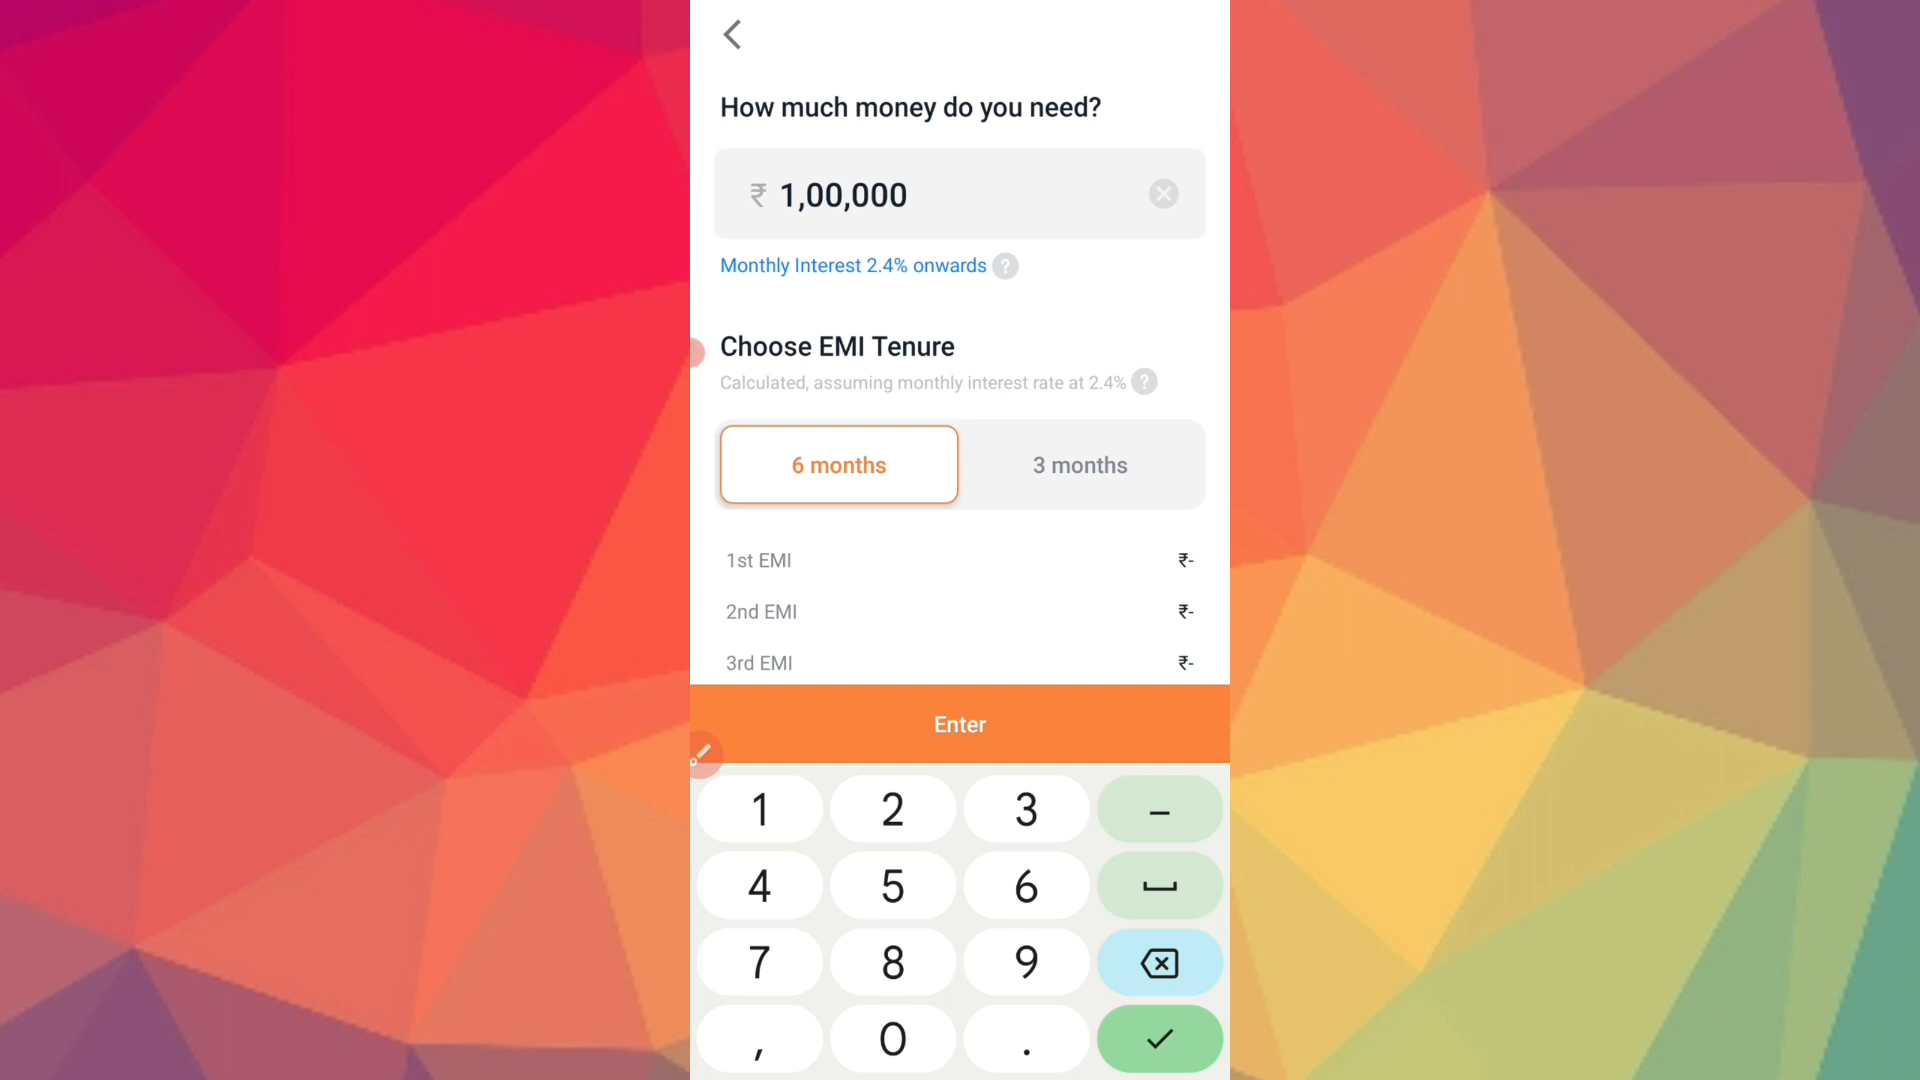 How much money do you need?
₹ 1,00,000
Monthly Interest 2.4% onwards ?
Choose EMI Tenure
Calculated, assuming monthly interest rate at 2.4% ?
6 months 3 months
1st EMI ₹-
2nd EMI ₹-
3rd EMI ₹-
Enter
1 2 3 –
4 5 6
7 8 9
, 0 .